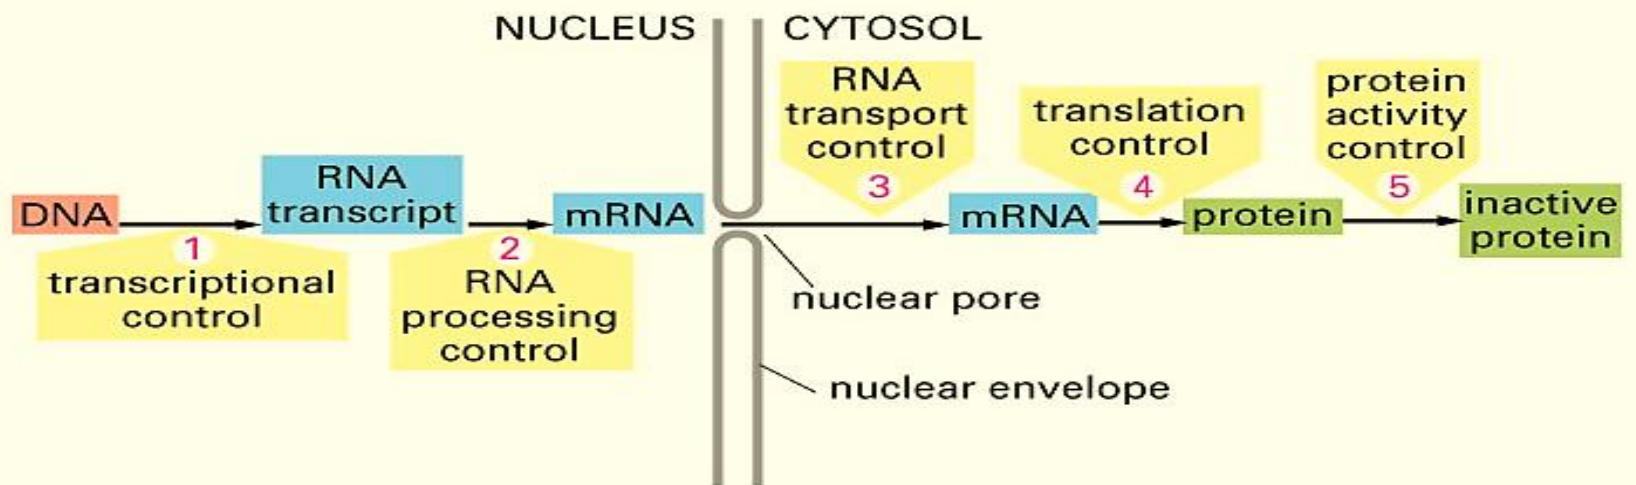 NUCLEUS
CYTOSOL
RNA
transport
control
3
translation
control
4
protein
activity
control
5
DNA
RNA
transcript
mRNA
mRNA
protein
inactive
protein
1
transcriptional
control
2
RNA
processing
control
nuclear pore
nuclear envelope